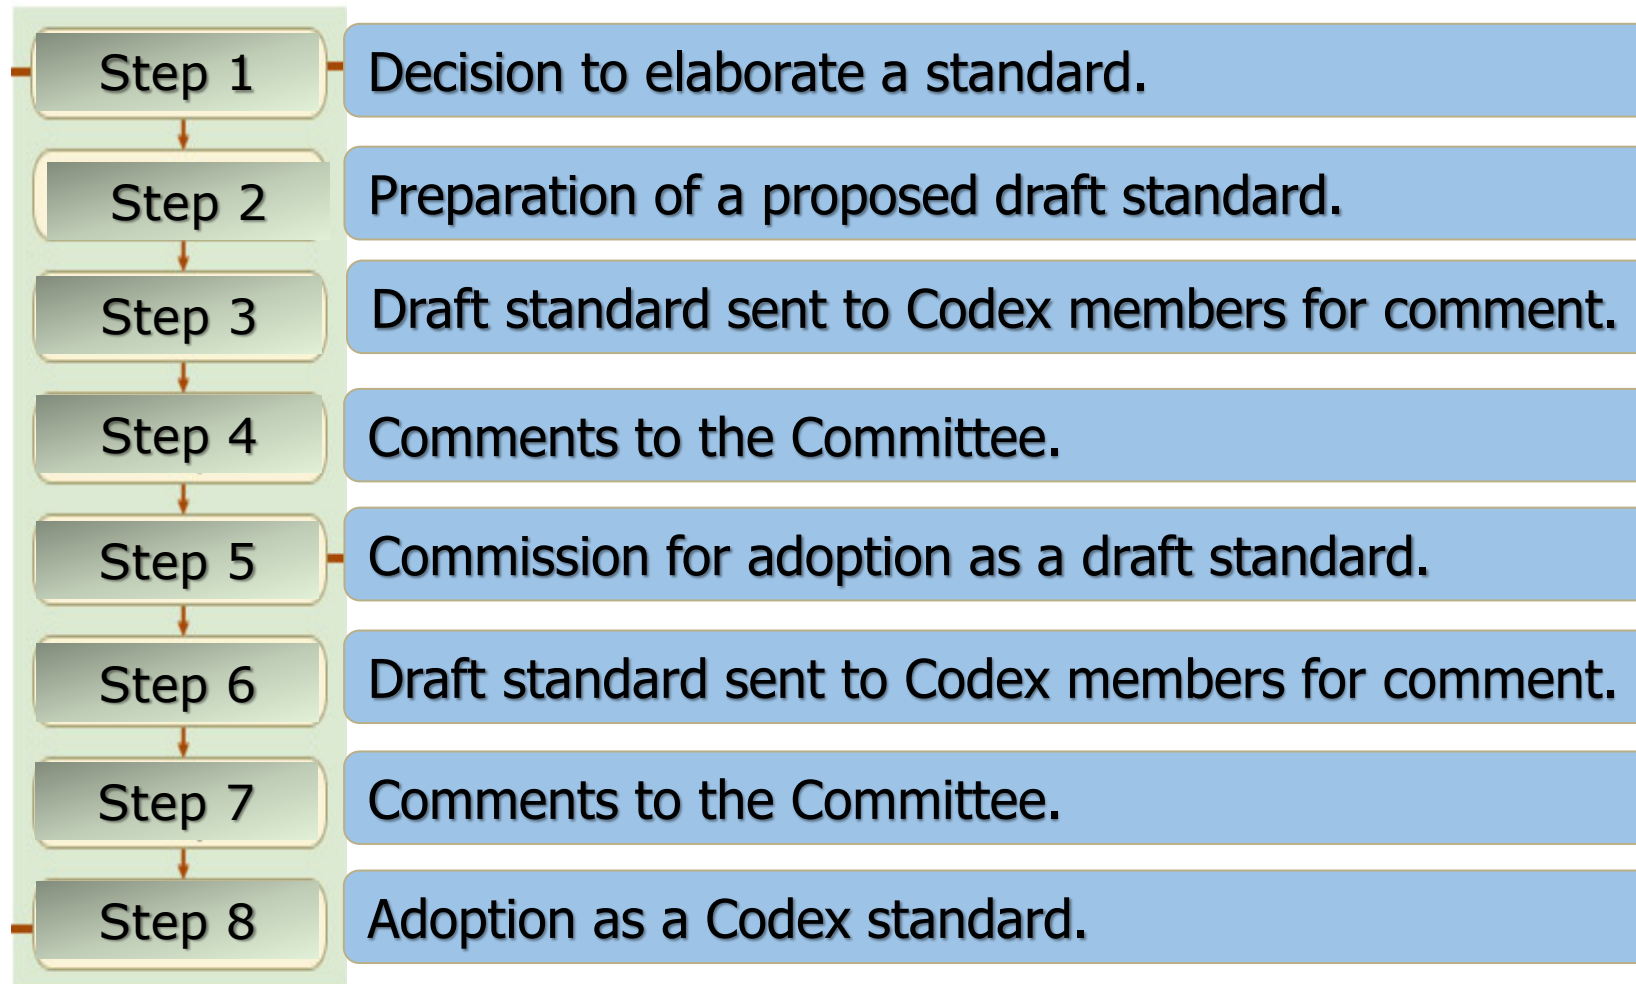 Step 1
Decision to elaborate a standard.
Step 2
Preparation of a proposed draft standard.
Step 3
Draft standard sent to Codex members for comment.
Step 4
Comments to the Committee.
Step 5
Commission for adoption as a draft standard.
Step 6
Draft standard sent to Codex members for comment.
Step 7
Comments to the Committee.
Step 8
Adoption as a Codex standard.